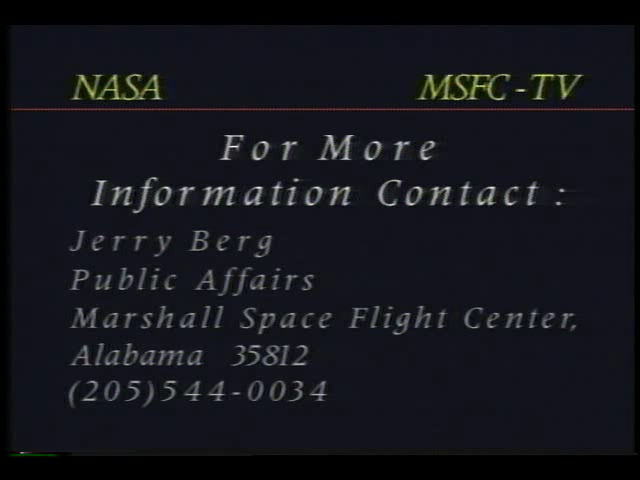 NASA MSFC-TV
For More
Information Contact:
Jerry Berg
Public Affairs
Marshall Space Flight Center,
Alabama 35812
(205)544-0034